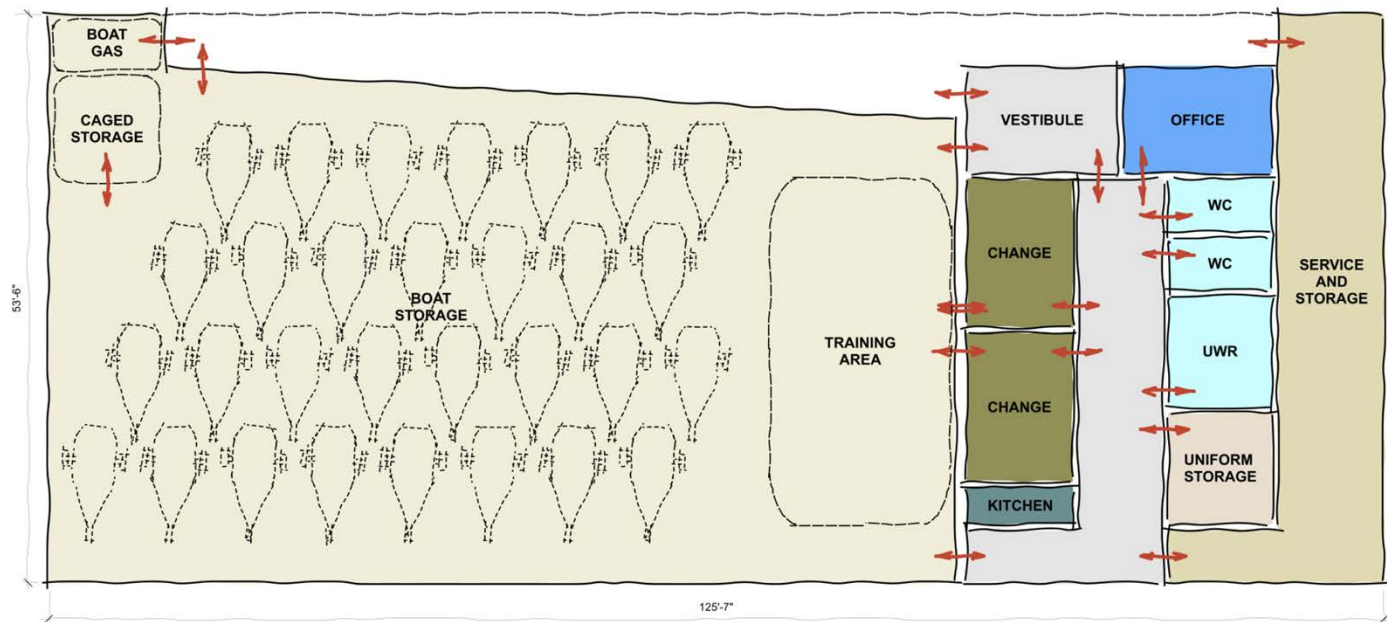 BOAT
GAS
CAGED
STORAGE
VESTIBULE
OFFICE
WC
WC
CHANGE
SERVICE
AND
STORAGE
BOAT
STORAGE
TRAINING
AREA
UWR
CHANGE
UNIFORM
STORAGE
KITCHEN
53'-6"
125'-7"